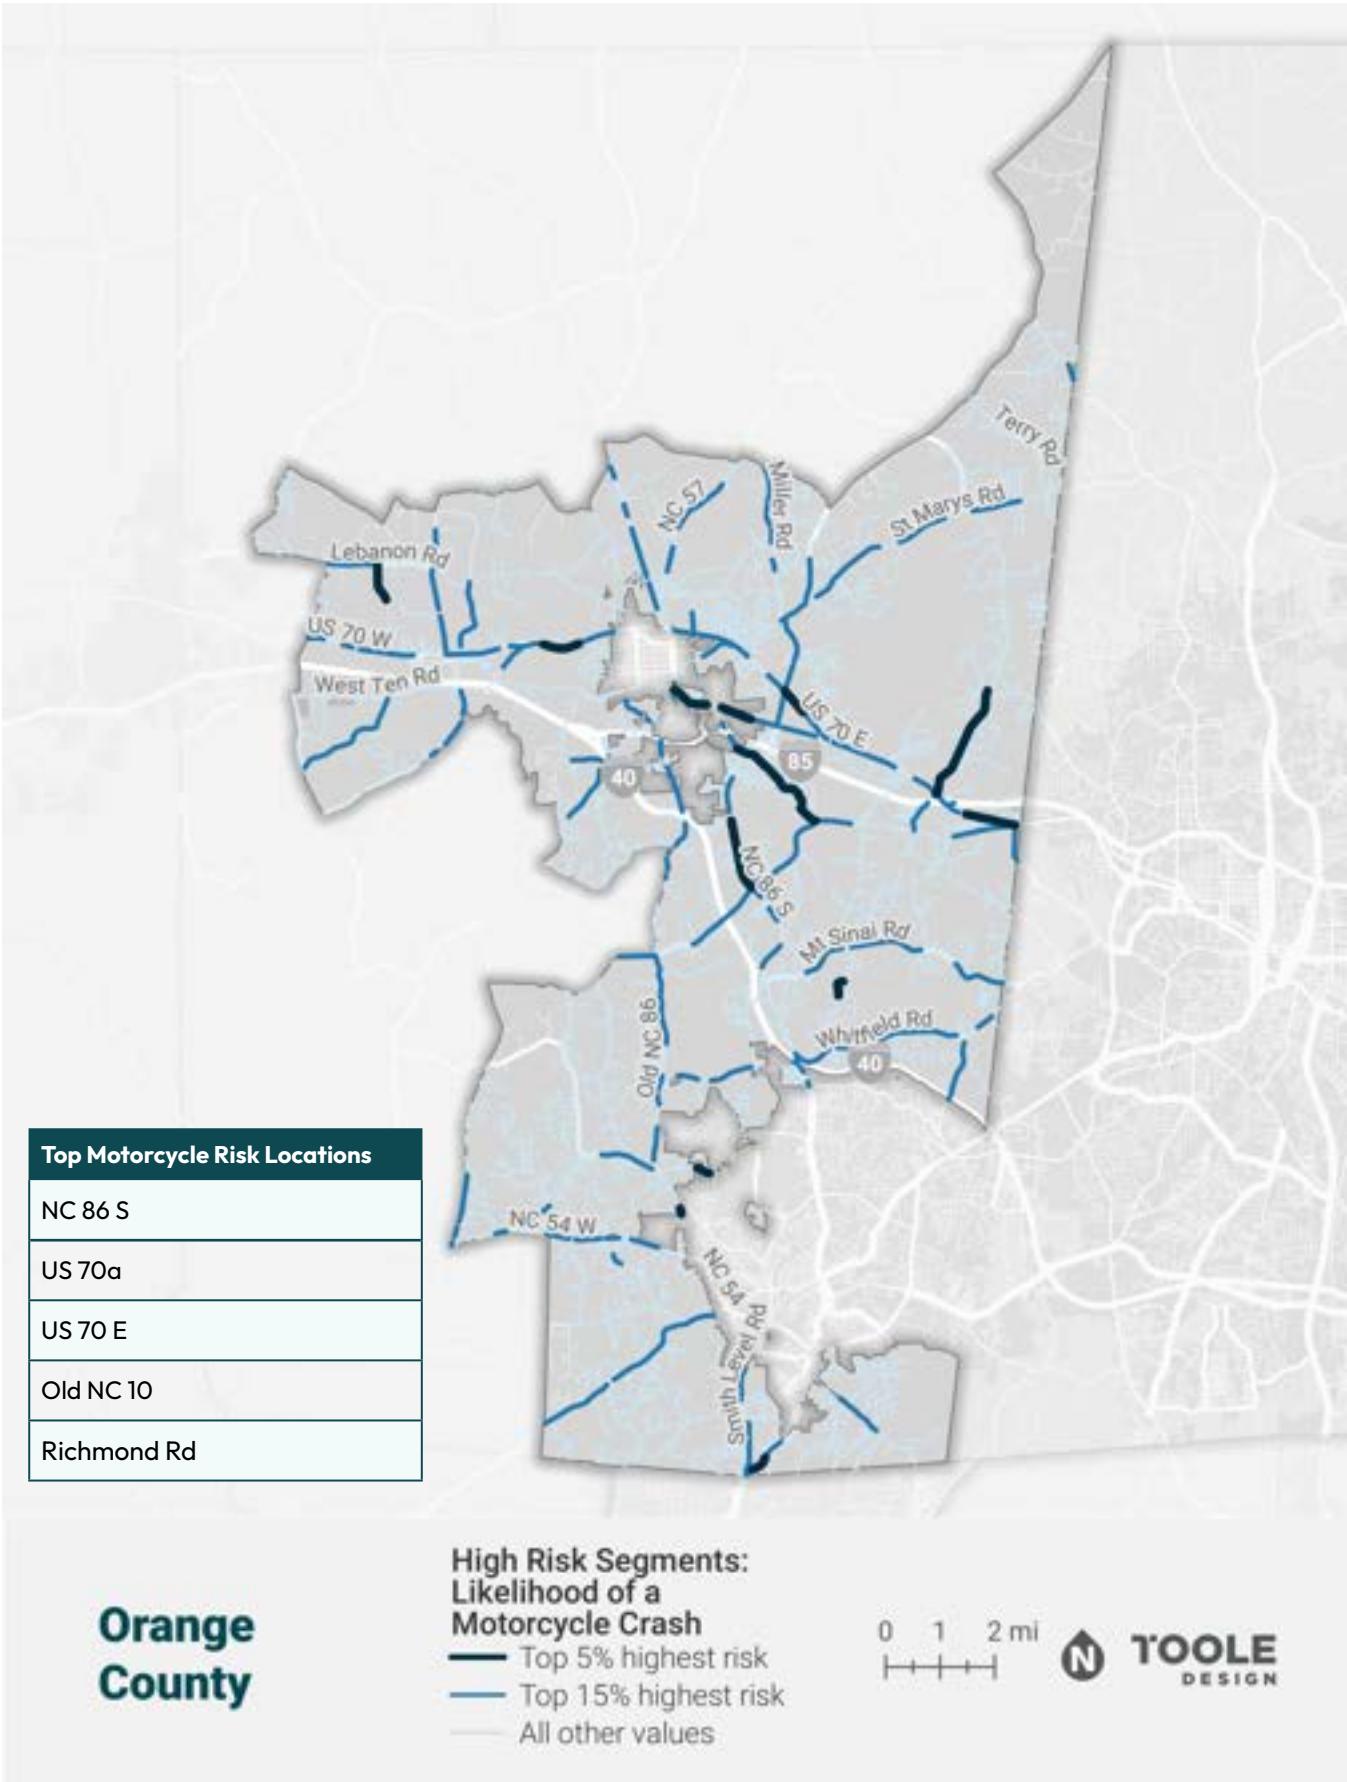 Terry Rd
NC 57
Miller Rd
St Marys Rd
Lebanon Rd
US 70 W
West Ten Rd
US 70 E
85
40
NC 86 S
Mt Sinai Rd
Old NC 86
Whitfield Rd
40
Top Motorcycle Risk Locations
NC 86 S
US 70a
US 70 E
Old NC 10
Richmond Rd
NC 54 W
NC 54
Smith Level Rd
Orange
County
High Risk Segments:
Likelihood of a
Motorcycle Crash
Top 5% highest risk
Top 15% highest risk
All other values
0 1 2 mi
N
TOOLE
DESIGN